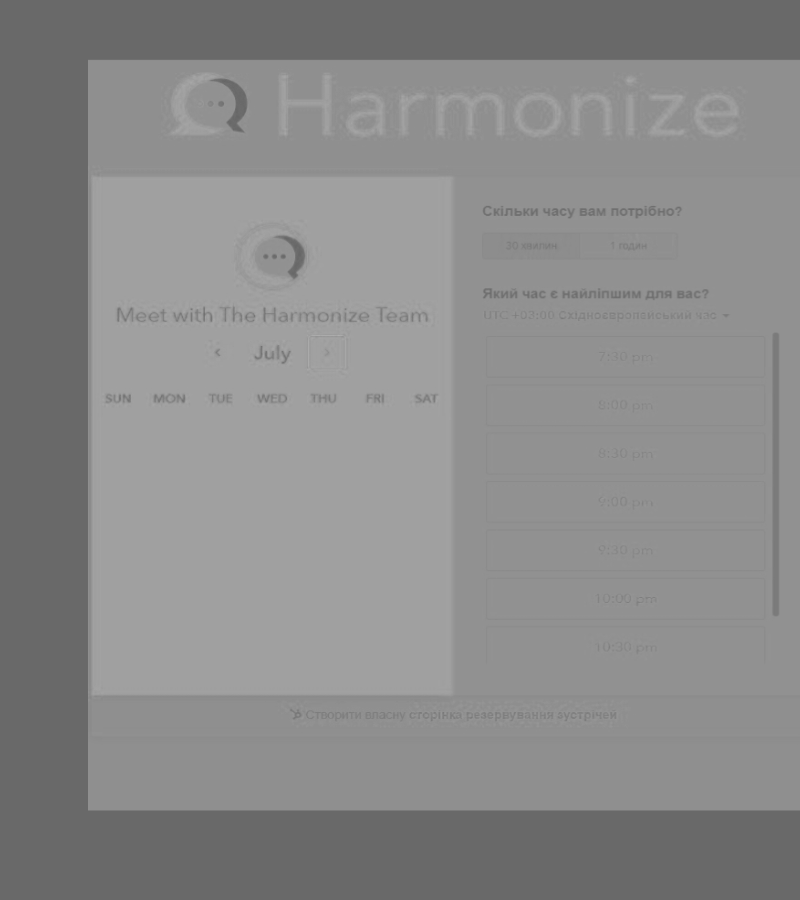 Harmonize
Meet with The Harmonize Team
July
SUN MON TUE WED THU FRI SAT
Скільки часу вам потрібно?
30 хвилин 1 годин
Який час є найліпшим для вас?
UTC +03:00 Східноєвропейський час
7:30 pm
8:00 pm
8:30 pm
9:00 pm
9:30 pm
10:00 pm
10:30 pm
Створити власну сторінка резервування зустрічей